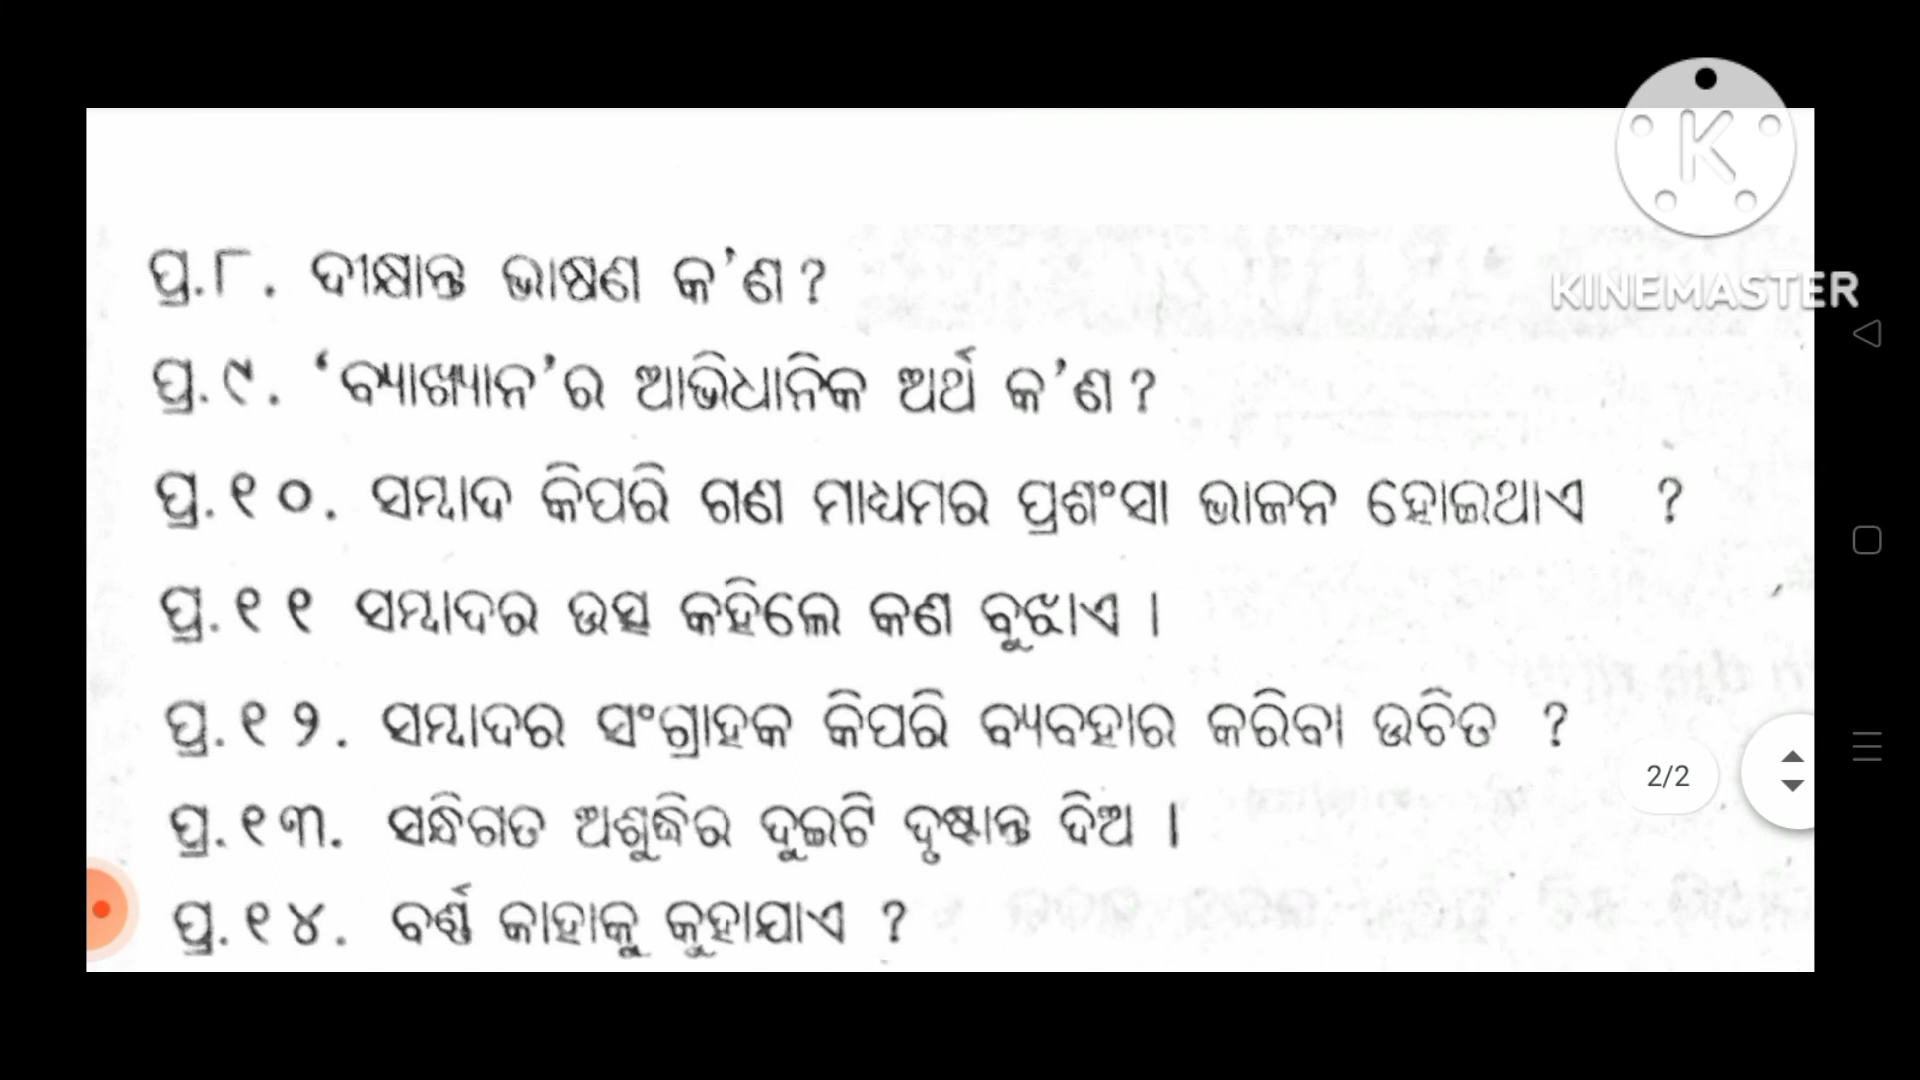 ପ୍ର.୮. ଦୀକ୍ଷାନ୍ତ ଭାଷଣ କ’ଣ ?
ପ୍ର.୯. ‘ବ୍ୟାଖ୍ୟାନ’ର ଆଭିଧାନିକ ଅର୍ଥ କ’ଣ ?
ପ୍ର.୧୦. ସମ୍ବାଦ କିପରି ଗଣ ମାଧ୍ୟମର ପ୍ରଶଂସା ଭାଜନ ହୋଇଥାଏ ?
ପ୍ର.୧୧ ସମ୍ବାଦର ଉତ୍ସ କହିଲେ କଣ ବୁଝାଏ ।
ପ୍ର.୧୨. ସମ୍ବାଦର ସଂଗ୍ରାହକ କିପରି ବ୍ୟବହାର କରିବା ଉଚିତ ?
ପ୍ର.୧୩. ସନ୍ଧିଗତ ଅଶୁଦ୍ଧିର ଦୁଇଟି ଦୃଷ୍ଟାନ୍ତ ଦିଅ ।
ପ୍ର.୧୪. ବର୍ଣ୍ଣ କାହାକୁ କୁହାଯାଏ ?
K
KINEMASTER
2/2